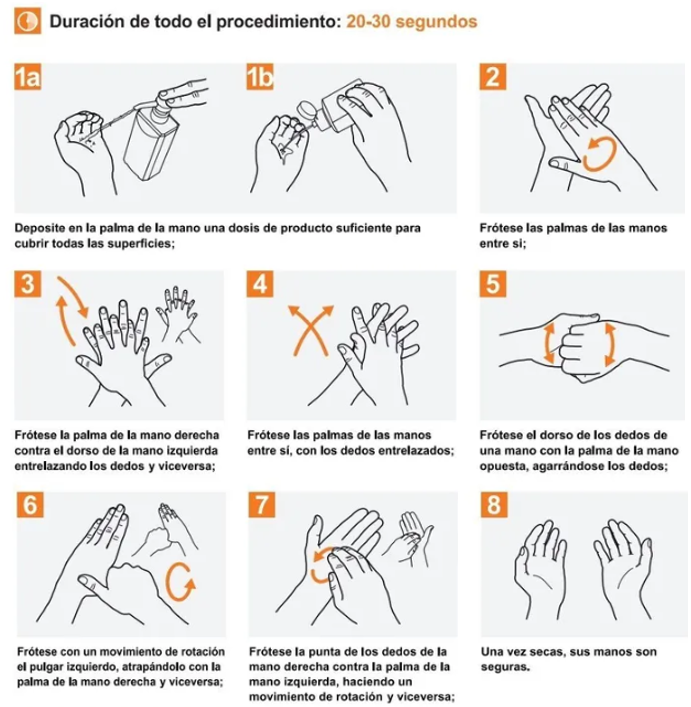 Duración de todo el procedimiento: 20-30 segundos
1a
1b
Deposite en la palma de la mano una dosis de producto suficiente para
cubrir todas las superficies;
2
Frótese las palmas de las manos
entre si;
3
Frótese la palma de la mano derecha
contra el dorso de la mano izquierda
entrelazando los dedos y viceversa;
4
Frótese las palmas de las manos
entre sí, con los dedos entrelazados;
5
Frótese el dorso de los dedos de
una mano con la palma de la mano
opuesta, agarrándose los dedos;
6
Frótese con un movimiento de rotación
el pulgar izquierdo, atrapándolo con la
palma de la mano derecha y viceversa;
7
Frótese la punta de los dedos de la
mano derecha contra la palma de la
mano izquierda, haciendo un
movimiento de rotación y viceversa;
8
Una vez secas, sus manos son
seguras.